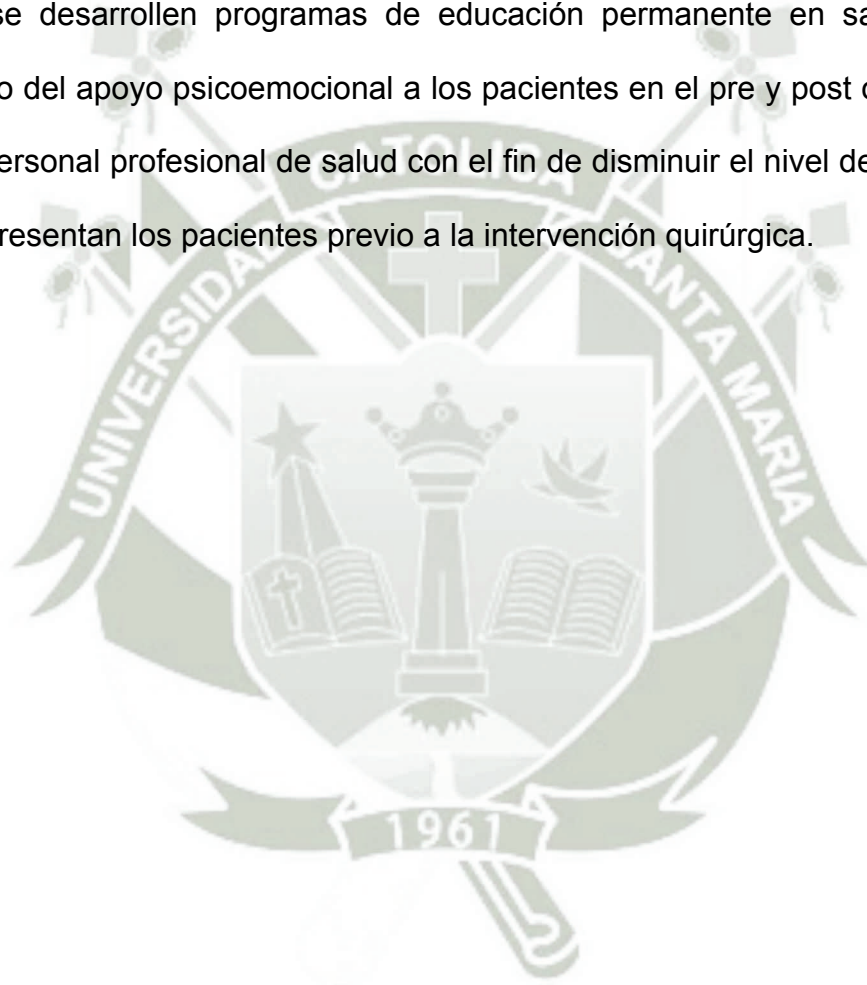 se desarrollen programas de educación permanente en sa
o del apoyo psicoemocional a los pacientes en el pre y post
ersonal profesional de salud con el fin de disminuir el nivel de
resentan los pacientes previo a la intervención quirúrgica.
UNIVERSIDAD CATOLICA SANTA MARIA
1961